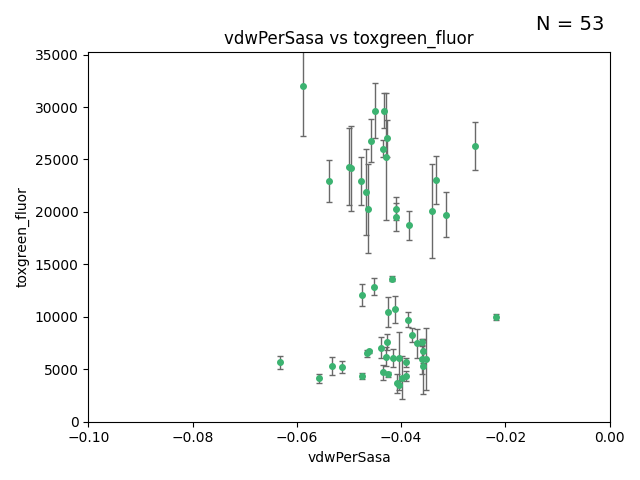 N = 53
vdwPerSasa vs toxgreen_fluor
35000
30000
25000
20000
15000
10000
5000
0
toxgreen_fluor
−0.10 −0.08 −0.06 −0.04 −0.02 0.00
vdwPerSasa